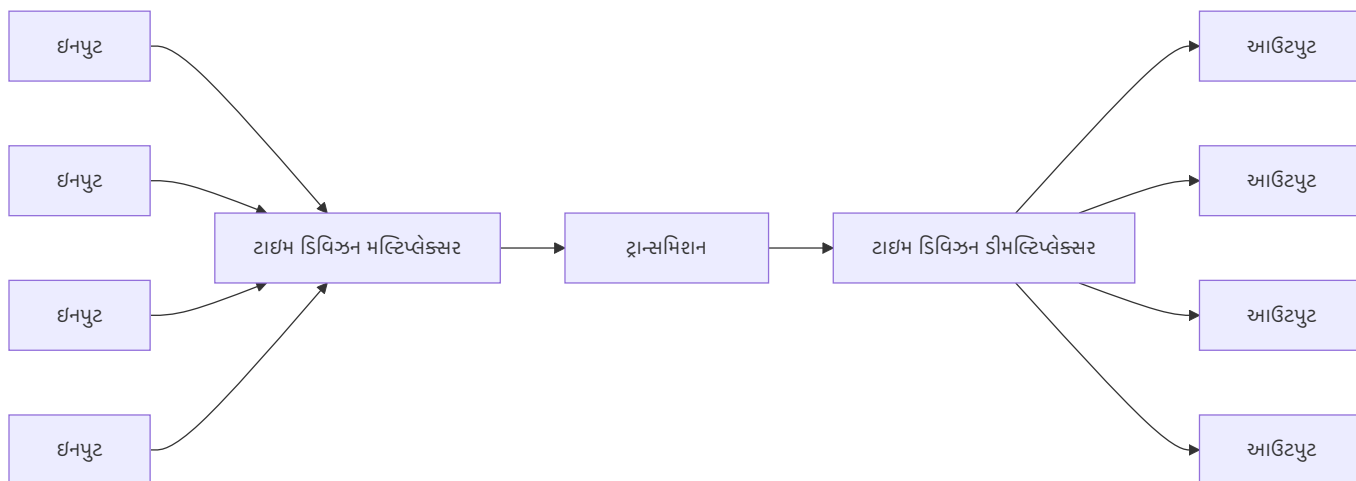 ઇનપુટ
ઇનપુટ
ઇનપુટ
ઇનપુટ
ટાઇમ ડિવિઝન મલ્ટિપ્લેક્સર
ટ્રાન્સમિશન
ટાઇમ ડિવિઝન ડીમલ્ટિપ્લેક્સર
આઉટપુટ
આઉટપુટ
આઉટપુટ
આઉટપુટ